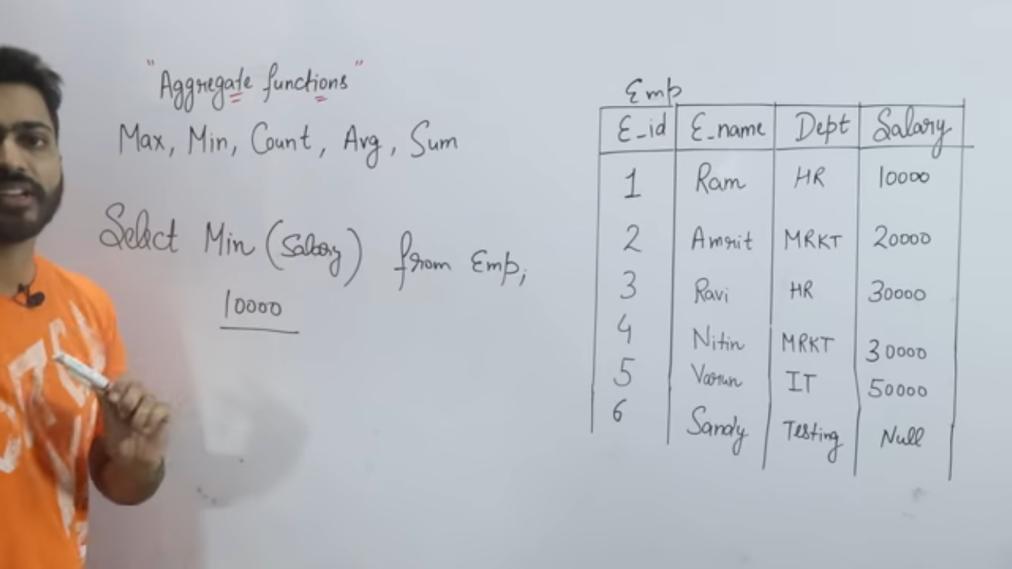 "Aggregate functions"
Max, Min, Count, Avg, Sum
Select Min (Salary) from Emp;
10000
Emp
E_id E_name Dept Salary
1 Ram HR 10000
2 Amrit MRKT 20000
3 Ravi HR 30000
4 Nitin MRKT 30000
5 Varun IT 50000
6 Sandy Testing Null